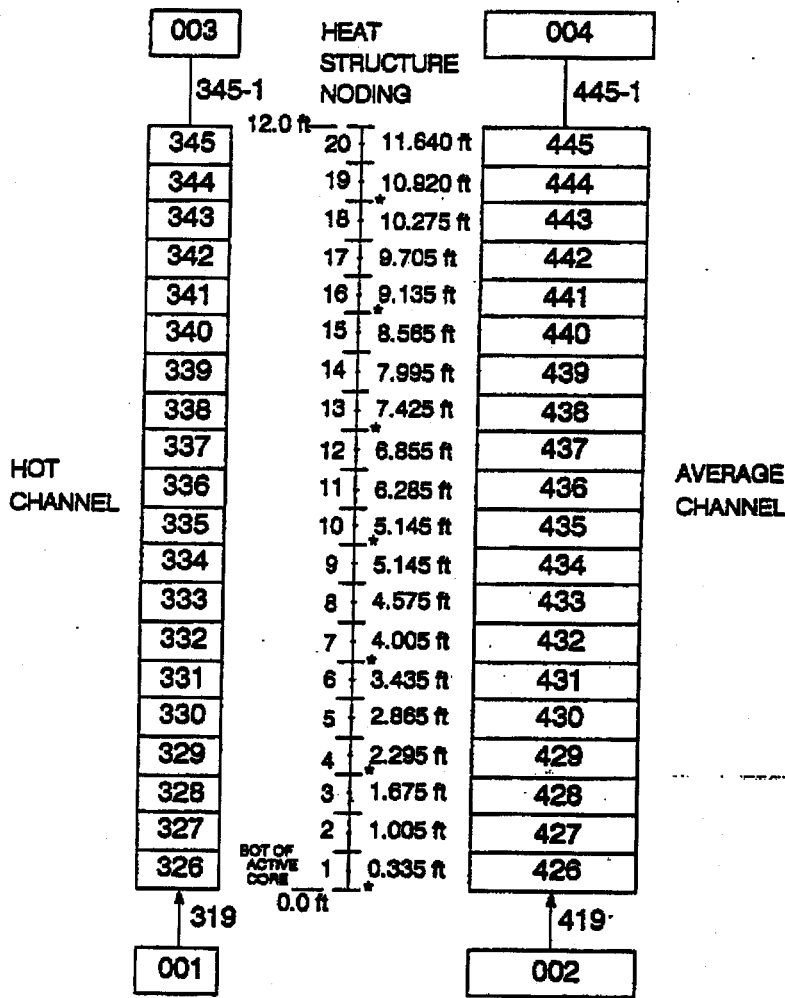 003
HEAT
STRUCTURE
NODING
004
345-1
445-1
12.0 ft
345 20 11.640 ft 445
344 19 10.920 ft 444
*
343 18 10.275 ft 443
342 17 9.705 ft 442
341 16 9.135 ft 441
*
340 15 8.565 ft 440
339 14 7.995 ft 439
338 13 7.425 ft 438
*
337 12 6.855 ft 437
HOT
CHANNEL
336 11 6.285 ft 436
AVERAGE
CHANNEL
335 10 5.145 ft 435
*
334 9 5.145 ft 434
333 8 4.575 ft 433
332 7 4.005 ft 432
*
331 6 3.435 ft 431
330 5 2.865 ft 430
329 4 2.295 ft 429
*
328 3 1.675 ft 428
327 2 1.005 ft 427
BOT OF
ACTIVE
CORE
326 1 0.335 ft 426
*
0.0 ft
319
419
001
002